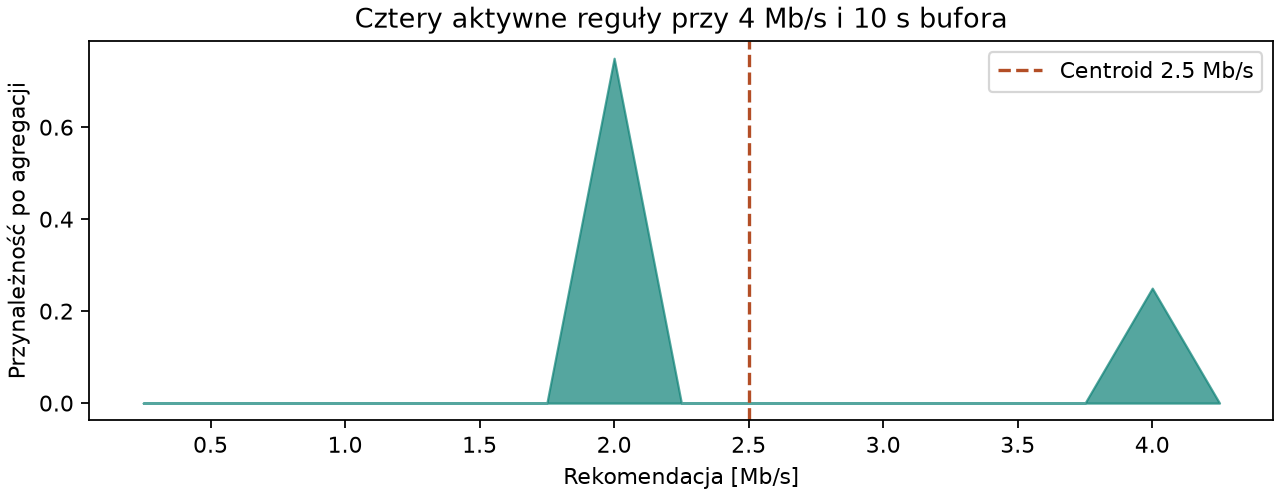 Cztery aktywne reguły przy 4 Mb/s i 10 s bufora
Centroid 2.5 Mb/s
Przynależność po agregacji
0.6
0.4
0.2
0.0
0.5 1.0 1.5 2.0 2.5 3.0 3.5 4.0
Rekomendacja [Mb/s]